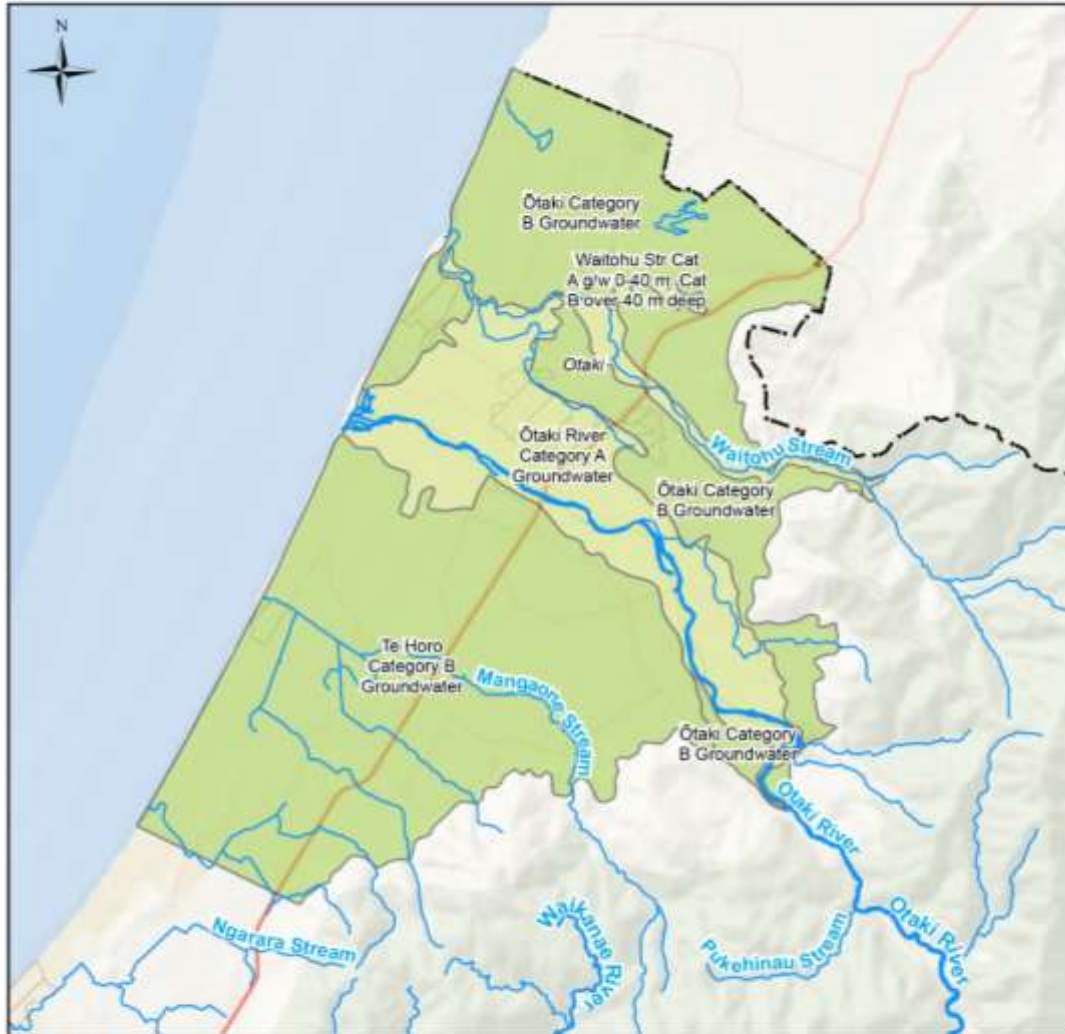 N
Ōtaki Category
B Groundwater
Waitohu Str Cat
A g/w 0-40 m Cat
B over 40 m deep
Otaki
Ōtaki River
Category A
Groundwater
Waitohu Stream
Ōtaki Category
B Groundwater
Te Horo
Category B
Groundwater
Mangaone Stream
Ōtaki Category
B Groundwater
Otaki River
Otaki River
Waikanae River
Pukehinau Stream
Ngarara Stream